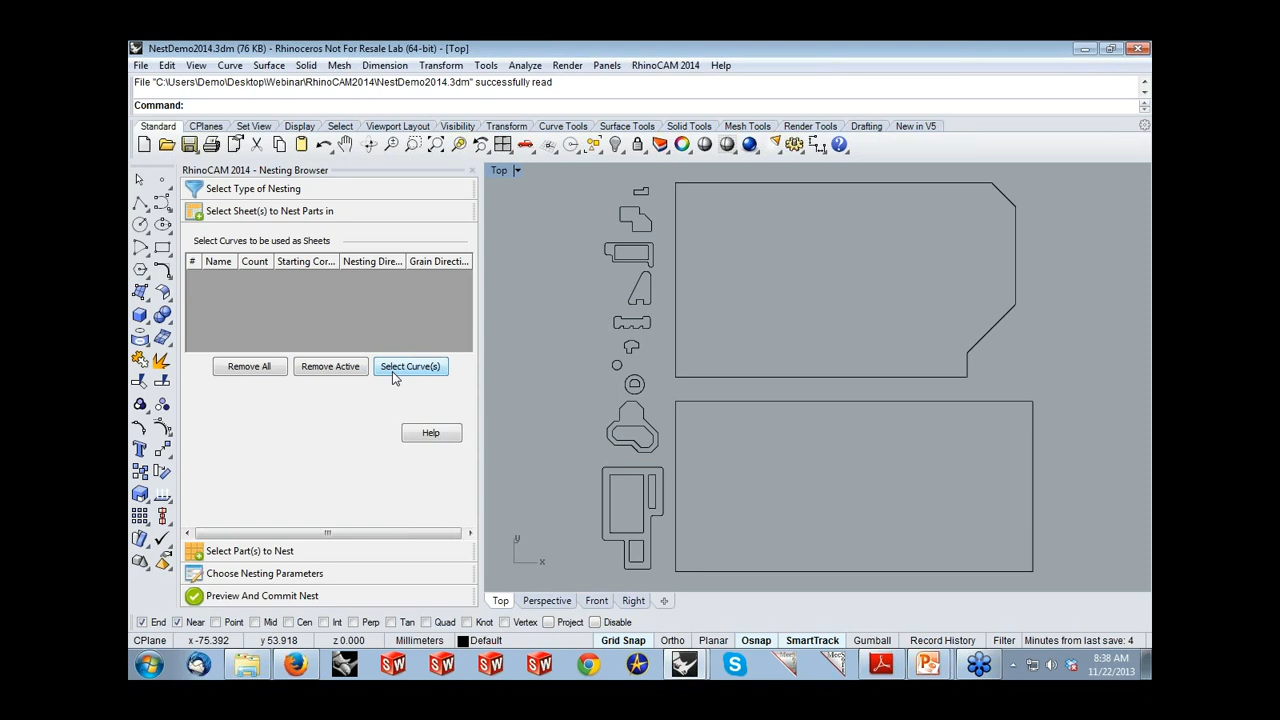 NestDemo2014.3dm (76 KB) - Rhinoceros Not For Resale Lab (64-bit) - [Top]
File Edit View Curve Surface Solid Mesh Dimension Transform Tools Analyze Render Panels RhinoCAM 2014 Help
File "C:\Users\Demo\Desktop\Webinar\RhinoCAM2014\NestDemo2014.3dm" successfully read
Command:
Standard CPlanes Set View Display Select Viewport Layout Visibility Transform Curve Tools Surface Tools Solid Tools Mesh Tools Render Tools Drafting New in V5
RhinoCAM 2014 - Nesting Browser
Top
Select Type of Nesting
Select Sheet(s) to Nest Parts in
Select Curves to be used as Sheets
# Name Count Starting Cor... Nesting Dire... Grain Directi...
Remove All Remove Active Select Curve(s)
Help
y
x
Select Part(s) to Nest
Choose Nesting Parameters
Preview And Commit Nest
Top Perspective Front Right
End Near Point Mid Cen Int Perp Tan Quad Knot Vertex Project Disable
CPlane x -75.392 y 53.918 z 0.000 Millimeters Default Grid Snap Ortho Planar Osnap SmartTrack Gumball Record History Filter Minutes from last save: 4
8:38 AM
11/22/2013